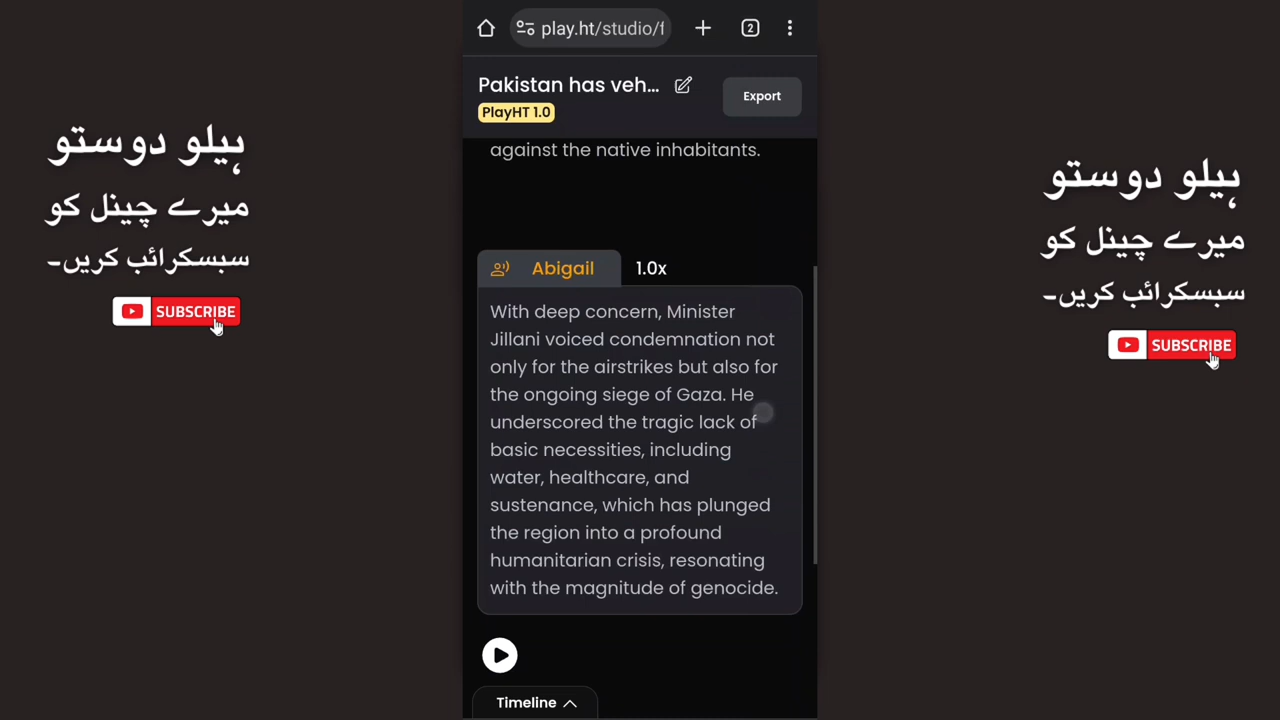 ہیلو دوستو
میرے چینل کو
سبسکرائب کریں۔
SUBSCRIBE
play.ht/studio/f
2
Pakistan has veh...
PlayHT 1.0
Export
against the native inhabitants.
Abigail
1.0x
With deep concern, Minister
Jillani voiced condemnation not
only for the airstrikes but also for
the ongoing siege of Gaza. He
underscored the tragic lack of
basic necessities, including
water, healthcare, and
sustenance, which has plunged
the region into a profound
humanitarian crisis, resonating
with the magnitude of genocide.
Timeline
ہیلو دوستو
میرے چینل کو
سبسکرائب کریں۔
SUBSCRIBE